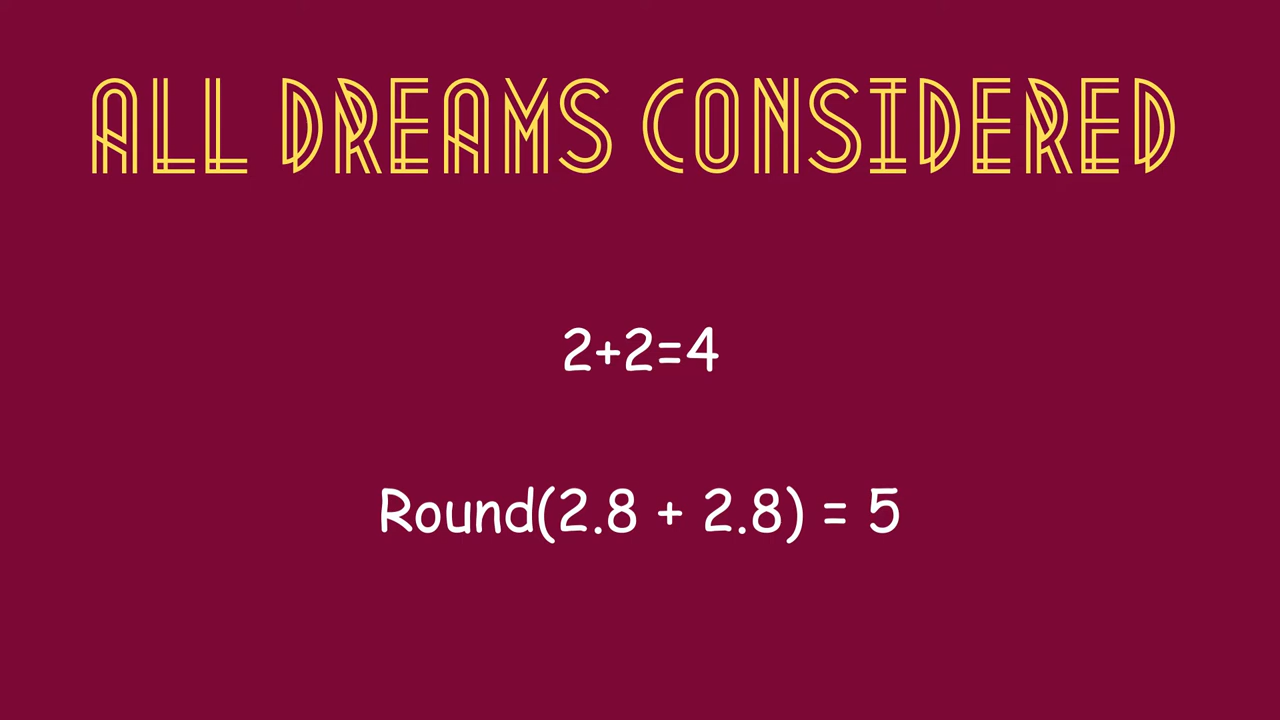 ALL DREAMS CONSIDERED
2+2=4
Round(2.8 + 2.8) = 5